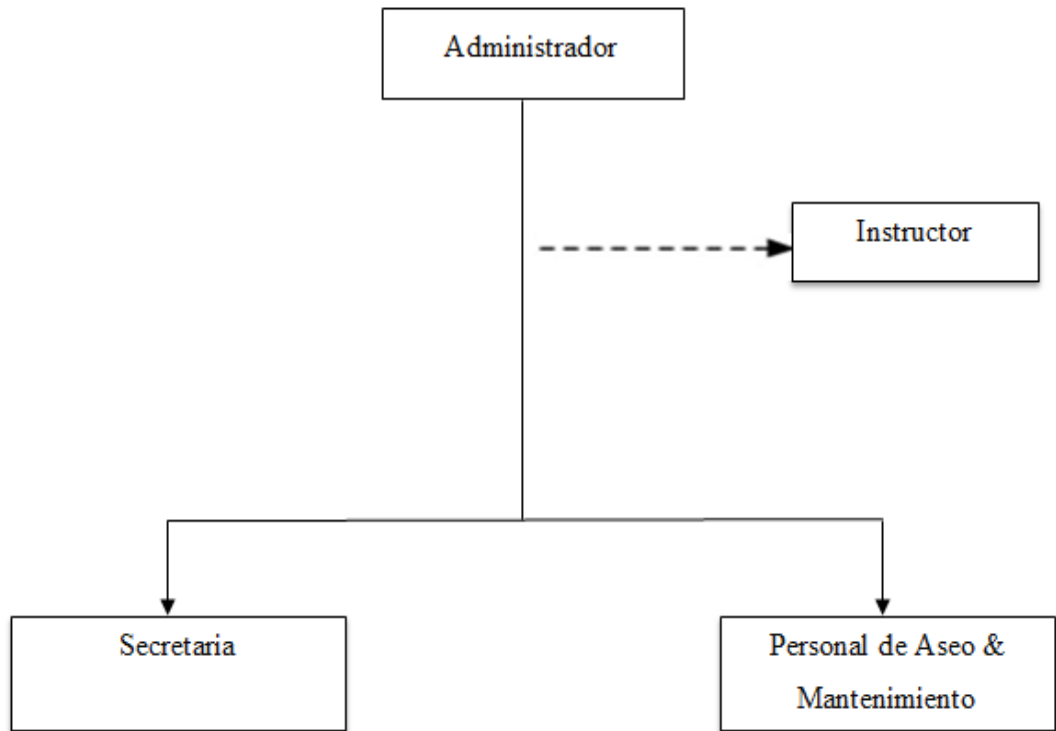 Administrador
Instructor
Secretaria
Personal de Aseo &
Mantenimiento